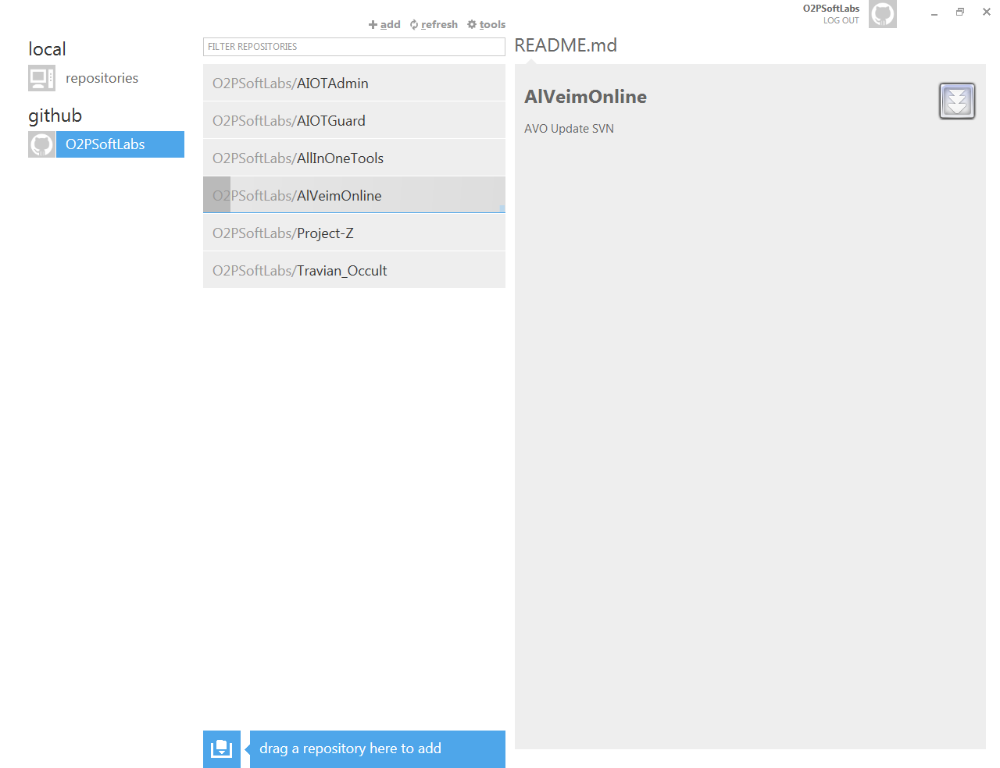 O2PSoftLabs
LOG OUT
add refresh tools
local
repositories
github
O2PSoftLabs
FILTER REPOSITORIES
O2PSoftLabs/AIOTAdmin
O2PSoftLabs/AIOTGuard
O2PSoftLabs/AllInOneTools
O2PSoftLabs/AlVeimOnline
O2PSoftLabs/Project-Z
O2PSoftLabs/Travian_Occult
drag a repository here to add
README.md
AlVeimOnline
AVO Update SVN